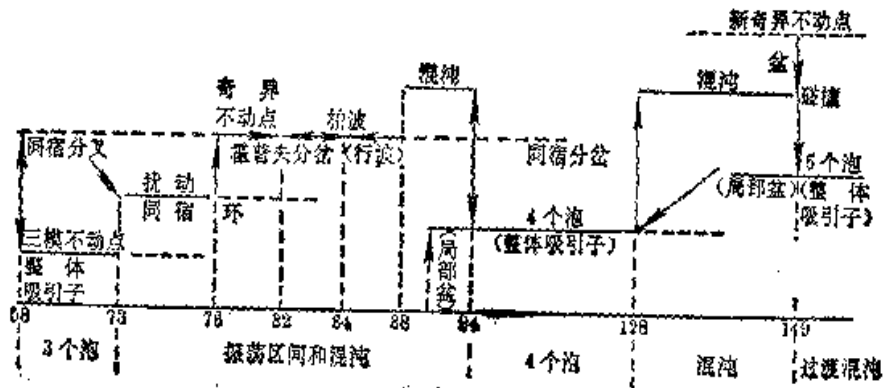 新奇异不动点
盆
混沌
混沌
碰撞
奇异
不动点
拍波
同宿分叉
霍普夫分岔(行波)
同宿分岔
5个泡
(局部盆)
(整体
吸引子)
扰动
同宿
环
4个泡
(整体吸引子)
局部盆
三模不动点
整体
吸引子
68
73
76
82
84
88
94
128
149
3个泡
振荡区间和混沌
4个泡
混沌
过渡混沌